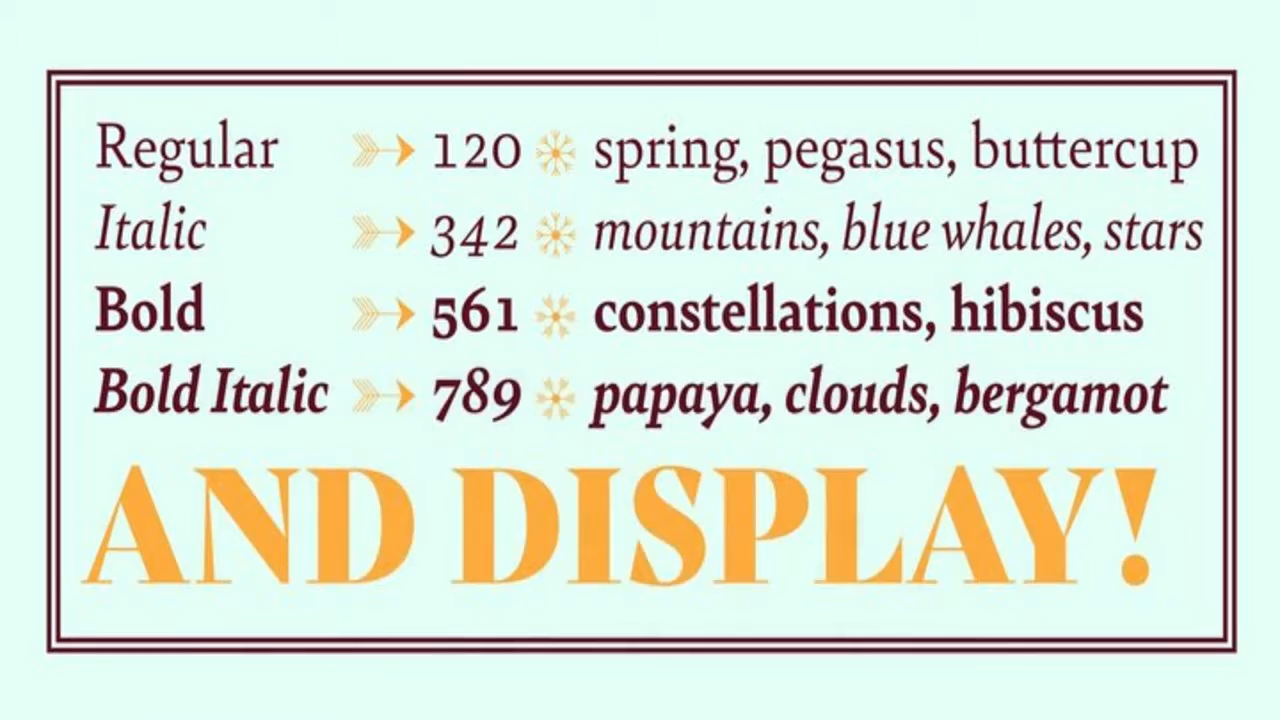 Regular 120 spring, pegasus, buttercup
Italic 342 mountains, blue whales, stars
Bold 561 constellations, hibiscus
Bold Italic 789 papaya, clouds, bergamot
AND DISPLAY!